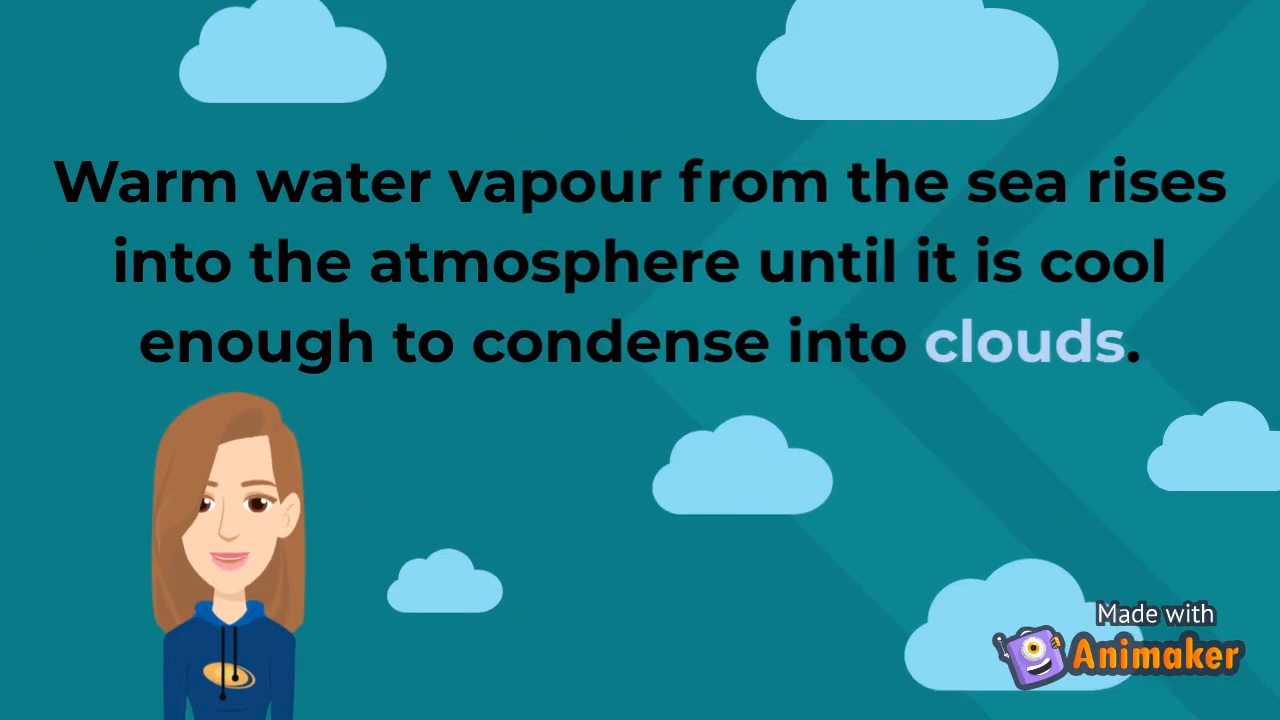 Warm water vapour from the sea rises
into the atmosphere until it is cool
enough to condense into clouds.
Made with
Animaker